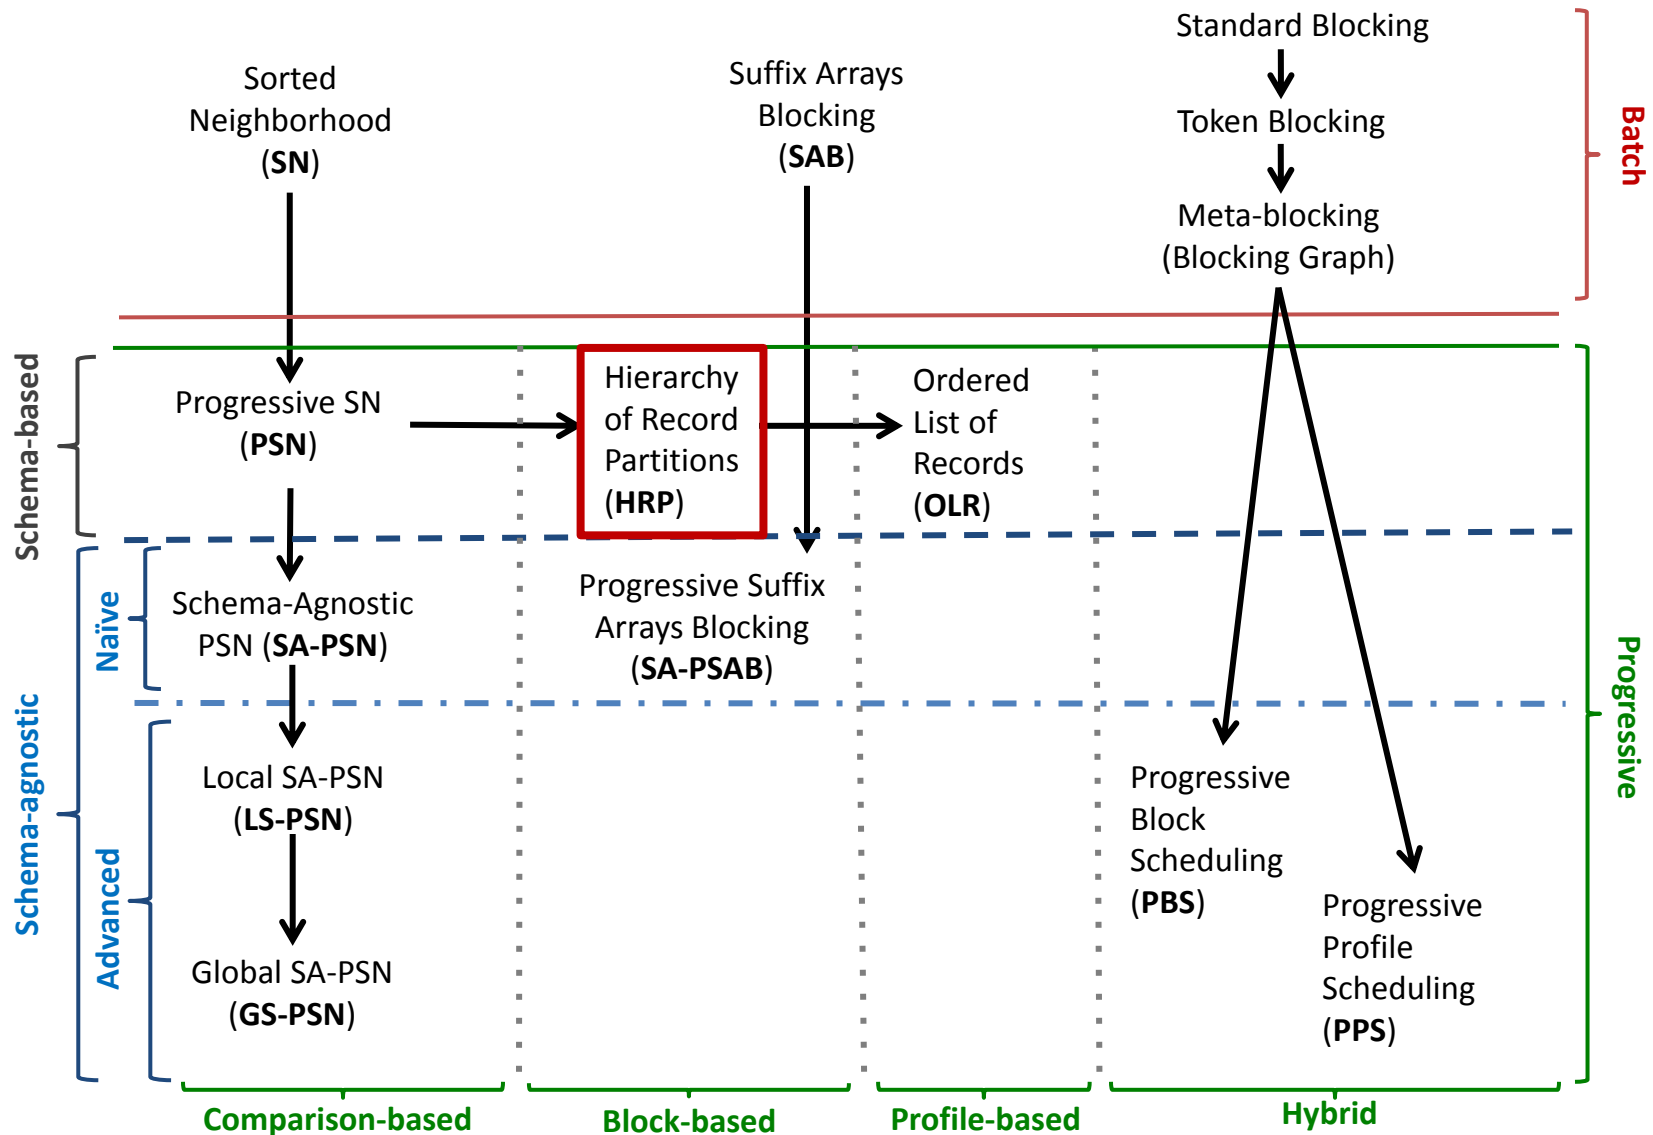 Standard Blocking
Token Blocking
Meta-blocking
(Blocking Graph)
Sorted
Neighborhood
(SN)
Suffix Arrays
Blocking
(SAB)
Batch
Schema-based
Progressive SN
(PSN)
Hierarchy
of Record
Partitions
(HRP)
Ordered
List of
Records
(OLR)
Schema-agnostic
Naïve
Schema-Agnostic
PSN (SA-PSN)
Progressive Suffix
Arrays Blocking
(SA-PSAB)
Progressive
Advanced
Local SA-PSN
(LS-PSN)
Global SA-PSN
(GS-PSN)
Progressive
Block
Scheduling
(PBS)
Progressive
Profile
Scheduling
(PPS)
Comparison-based
Block-based
Profile-based
Hybrid